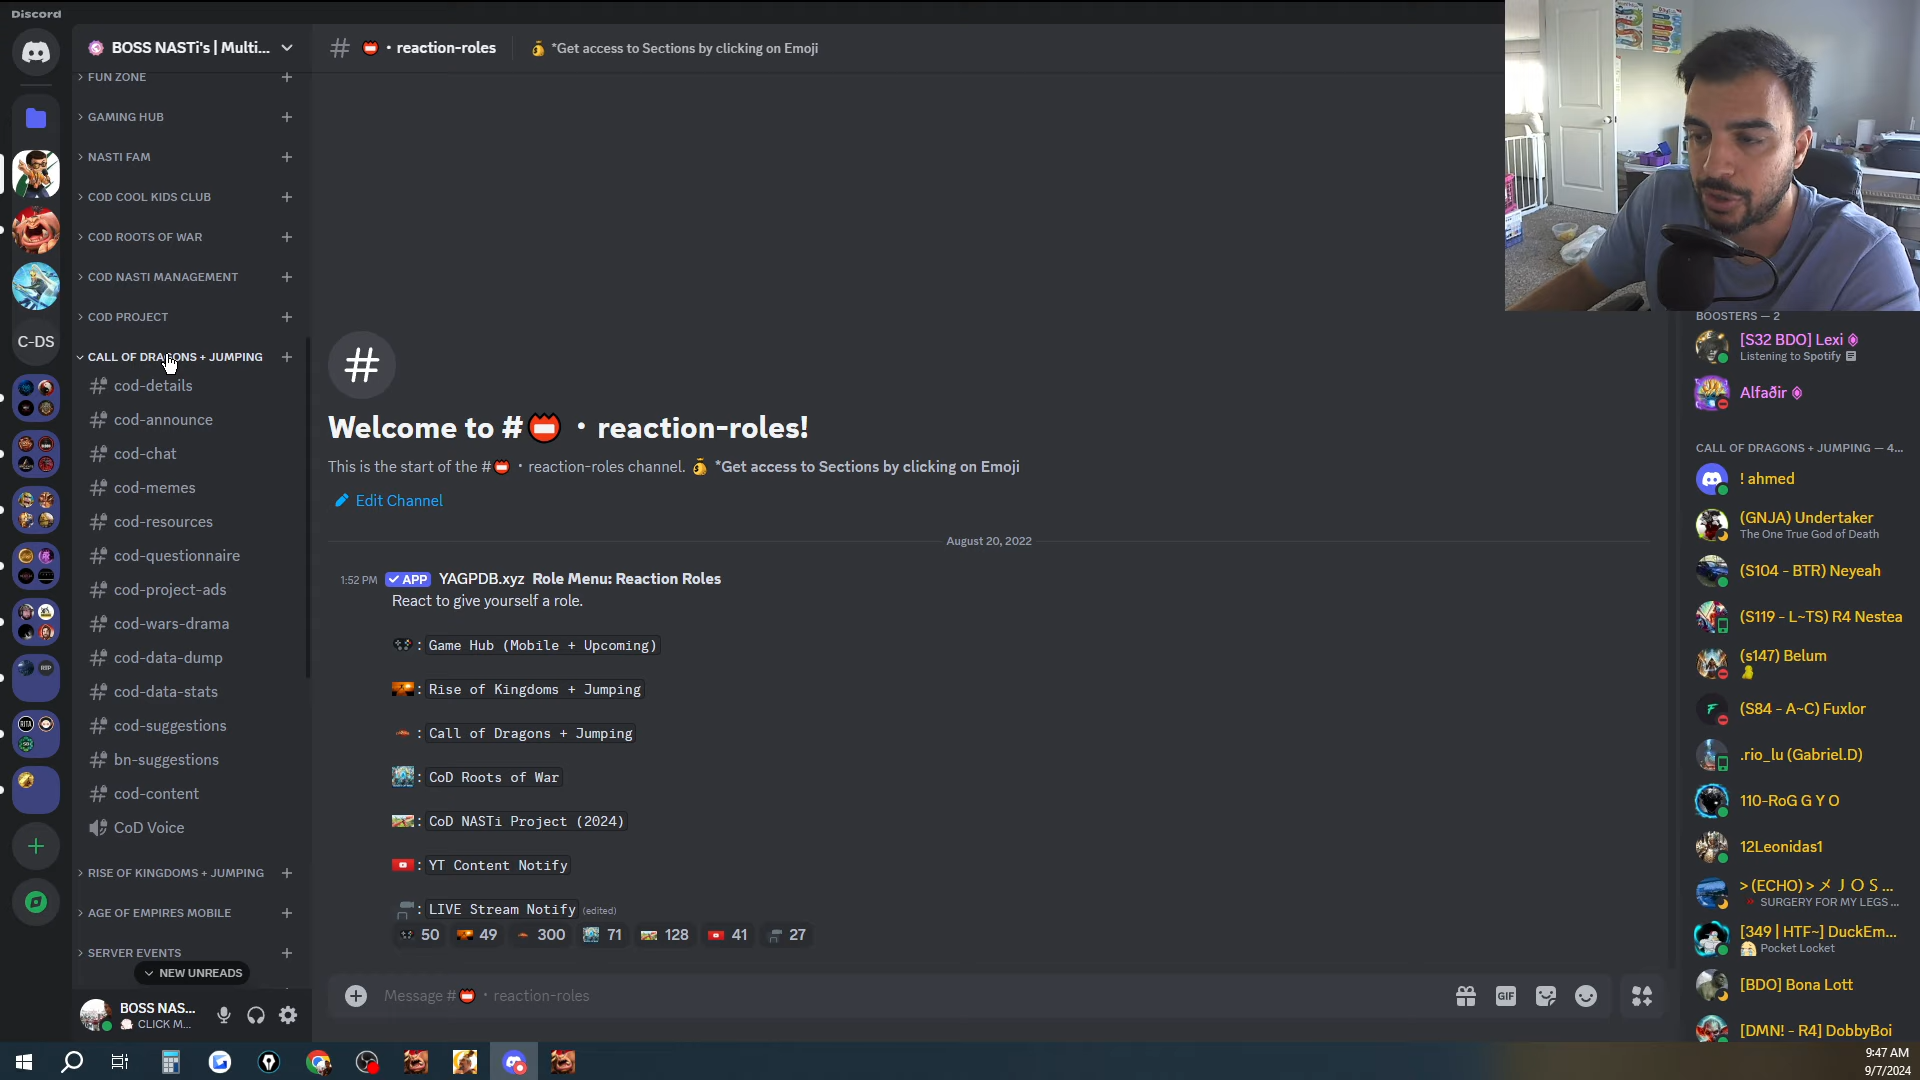 Discord
BOSS NASTi's | Multi...
FUN ZONE
GAMING HUB
NASTI FAM
COD COOL KIDS CLUB
COD ROOTS OF WAR
COD NASTI MANAGEMENT
COD PROJECT
CALL OF DRAGONS + JUMPING
cod-details
cod-announce
cod-chat
cod-memes
cod-resources
cod-questionnaire
cod-project-ads
cod-wars-drama
cod-data-dump
cod-data-stats
cod-suggestions
bn-suggestions
cod-content
CoD Voice
RISE OF KINGDOMS + JUMPING
AGE OF EMPIRES MOBILE
SERVER EVENTS
NEW UNREADS
BOSS NAS...
CLICK M...
C-DS
• reaction-roles
*Get access to Sections by clicking on Emoji
Welcome to # • reaction-roles!
This is the start of the # • reaction-roles channel. *Get access to Sections by clicking on Emoji
Edit Channel
August 20, 2022
1:52 PM APP YAGPDB.xyz Role Menu: Reaction Roles
React to give yourself a role.
: Game Hub (Mobile + Upcoming)
: Rise of Kingdoms + Jumping
: Call of Dragons + Jumping
: CoD Roots of War
: CoD NASTi Project (2024)
: YT Content Notify
: LIVE Stream Notify (edited)
50 49 300 71 128 41 27
Message # • reaction-roles
GIF
BOOSTERS — 2
[S32 BDO] Lexi
Listening to Spotify
Alfaðir
CALL OF DRAGONS + JUMPING — 4...
! ahmed
(GNJA) Undertaker
The One True God of Death
(S104 - BTR) Neyeah
(S119 - L~TS) R4 Nestea
(s147) Belum
(S84 - A~C) Fuxlor
.rio_lu (Gabriel.D)
110-RoG G Y O
12Leonidas1
> (ECHO) > メ J O S ...
SURGERY FOR MY LEGS ...
[349 | HTF~] DuckEm...
Pocket Locket
[BDO] Bona Lott
[DMN! - R4] DobbyBoi
9:47 AM
9/7/2024